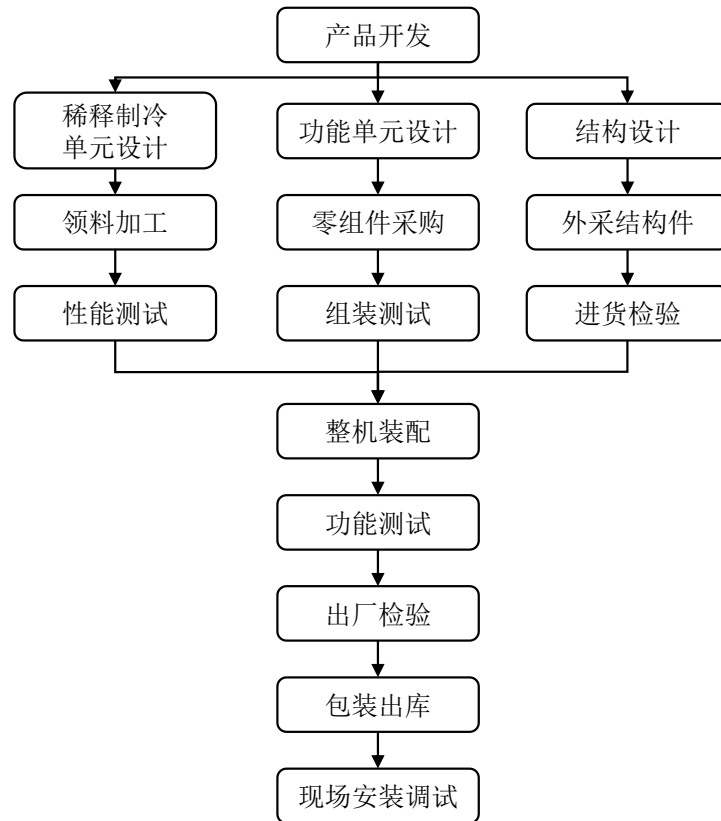 产品开发
稀释制冷
单元设计
功能单元设计
结构设计
领料加工
零组件采购
外采结构件
性能测试
组装测试
进货检验
整机装配
功能测试
出厂检验
包装出库
现场安装调试